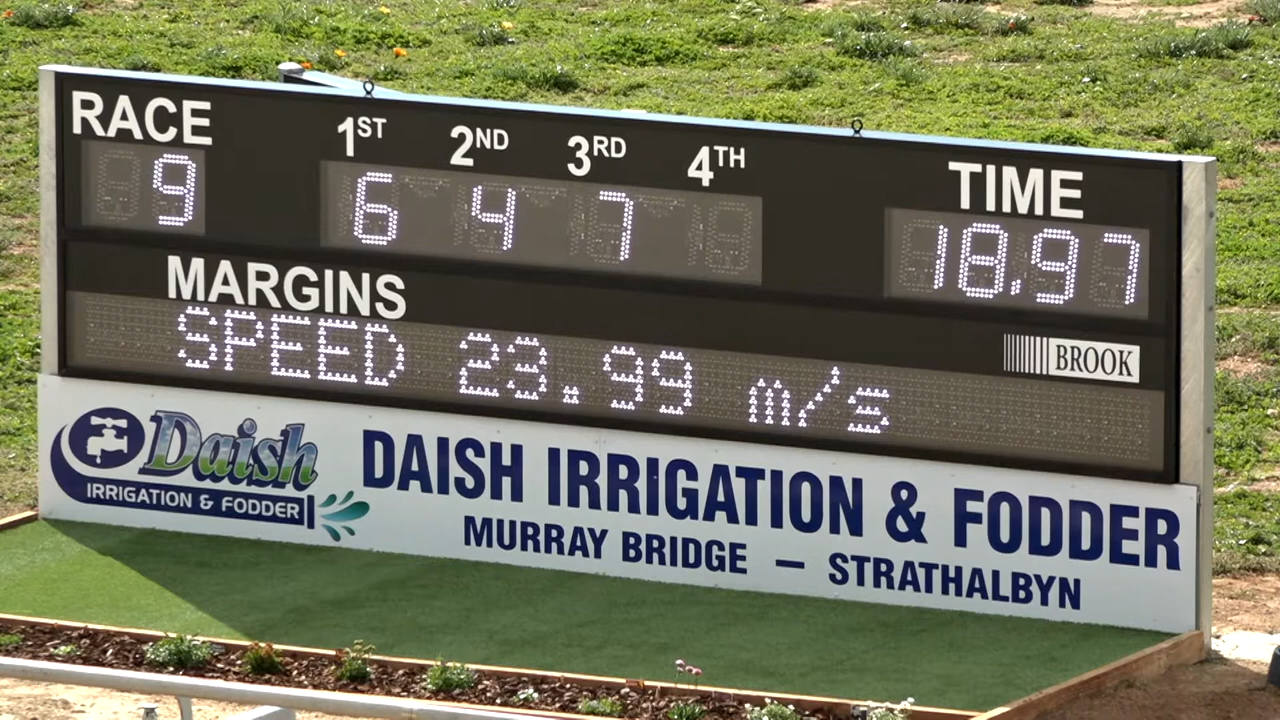 RACE 1ST 2ND 3RD 4TH TIME
9 6 4 7 18.97
MARGINS
BROOK
SPEED 23.99 m/s
Daish
IRRIGATION & FODDER
DAISH IRRIGATION & FODDER
MURRAY BRIDGE — STRATHALBYN